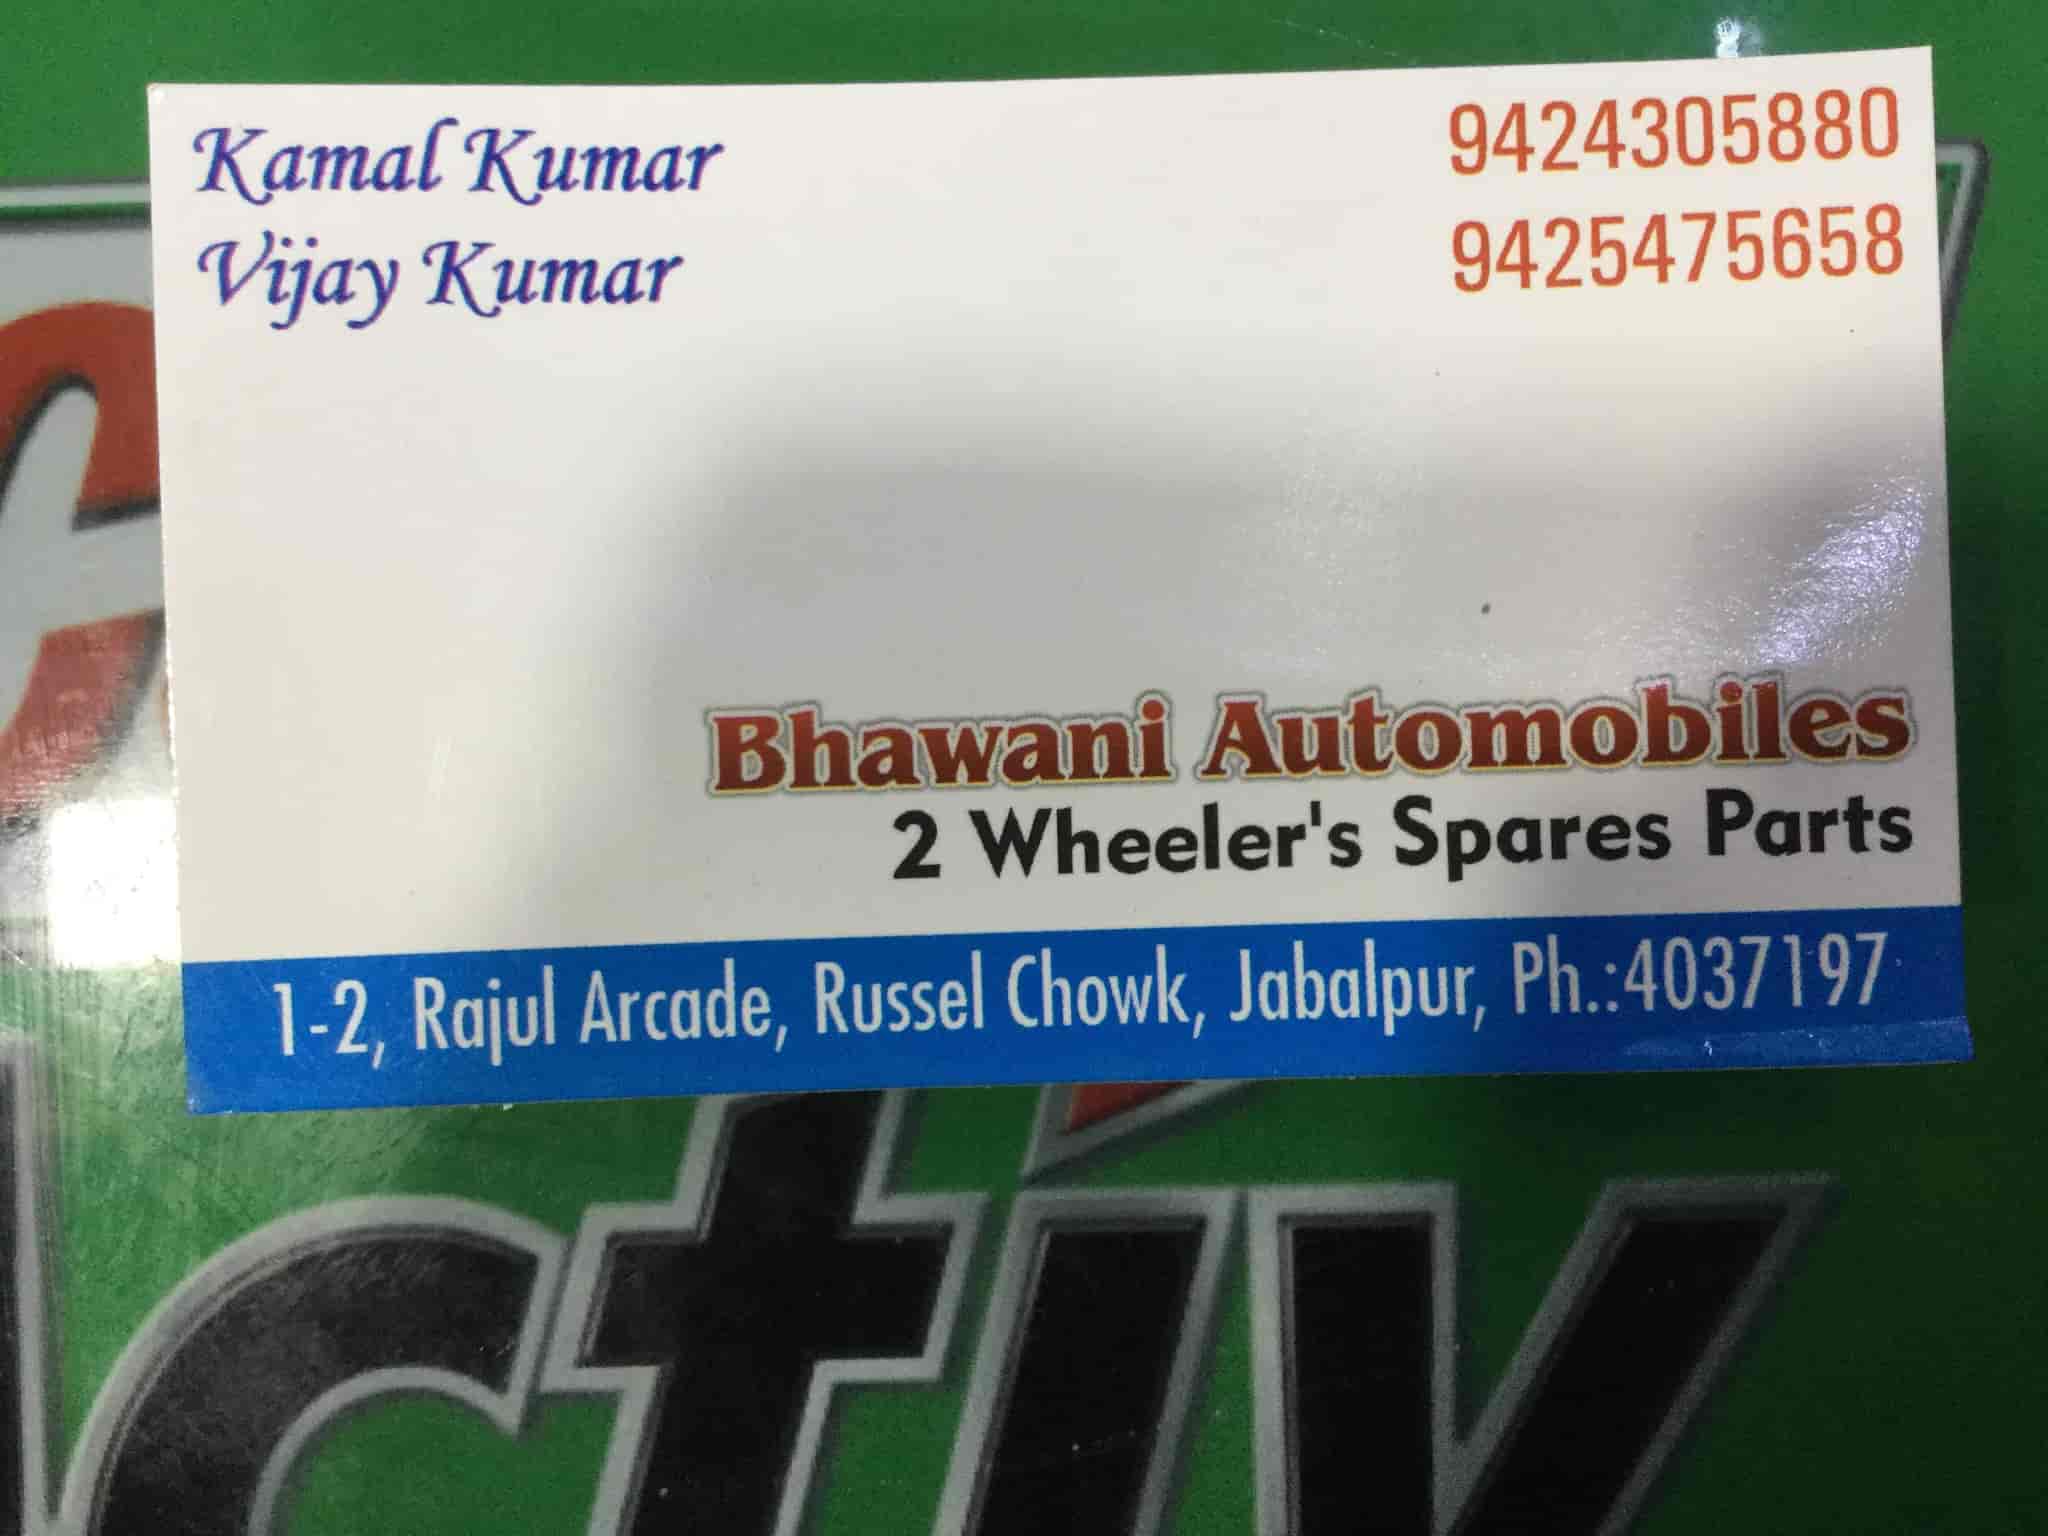 Kamal Kumar
9424305880
Vijay Kumar
9425475658
Bhawani Automobiles
2 Wheeler's Spares Parts
1-2, Rajul Arcade, Russel Chowk, Jabalpur, Ph.:4037197
ctiv